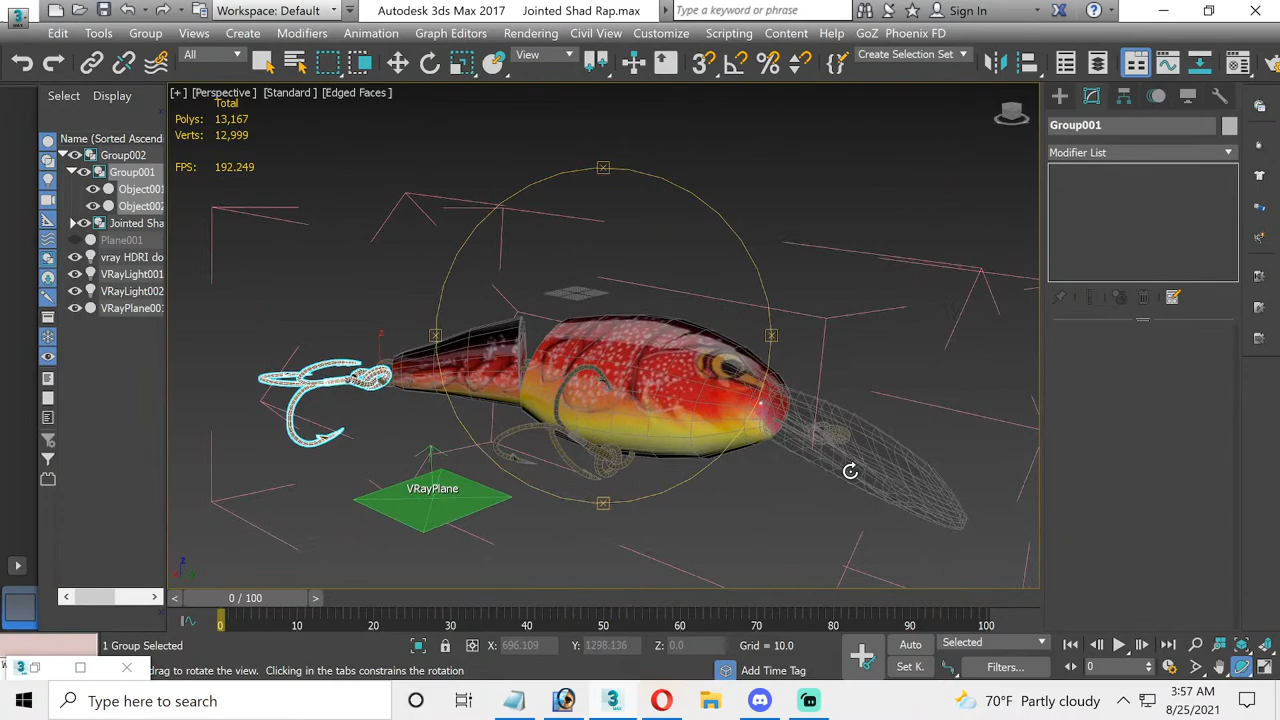 Workspace: Default
Autodesk 3ds Max 2017
Jointed Shad Rap.max
Type a keyword or phrase
Sign In
Edit
Tools
Group
Views
Create
Modifiers
Animation
Graph Editors
Rendering
Civil View
Customize
Scripting
Content
Help
GoZ
Phoenix FD
All
View
Create Selection Set
Select
Display
[+] [Perspective] [Standard] [Edged Faces]
Total
Polys: 13,167
Verts: 12,999
FPS: 192.249
Group001
Modifier List
Name (Sorted Ascend
Group002
Group001
Object001
Object002
Jointed Shad
Plane001
vray HDRI do
VRayLight001
VRayLight002
VRayPlane001
VRayPlane
z
z
0 / 100
0
10
20
30
40
50
60
70
80
90
100
1 Group Selected
X: 696.109
Y: 1298.136
Z: 0.0
Grid = 10.0
Auto
Selected
Set K.
Filters...
0
drag to rotate the view. Clicking in the tabs constrains the rotation
Add Time Tag
Type here to search
70°F Partly cloudy
3:57 AM
8/25/2021